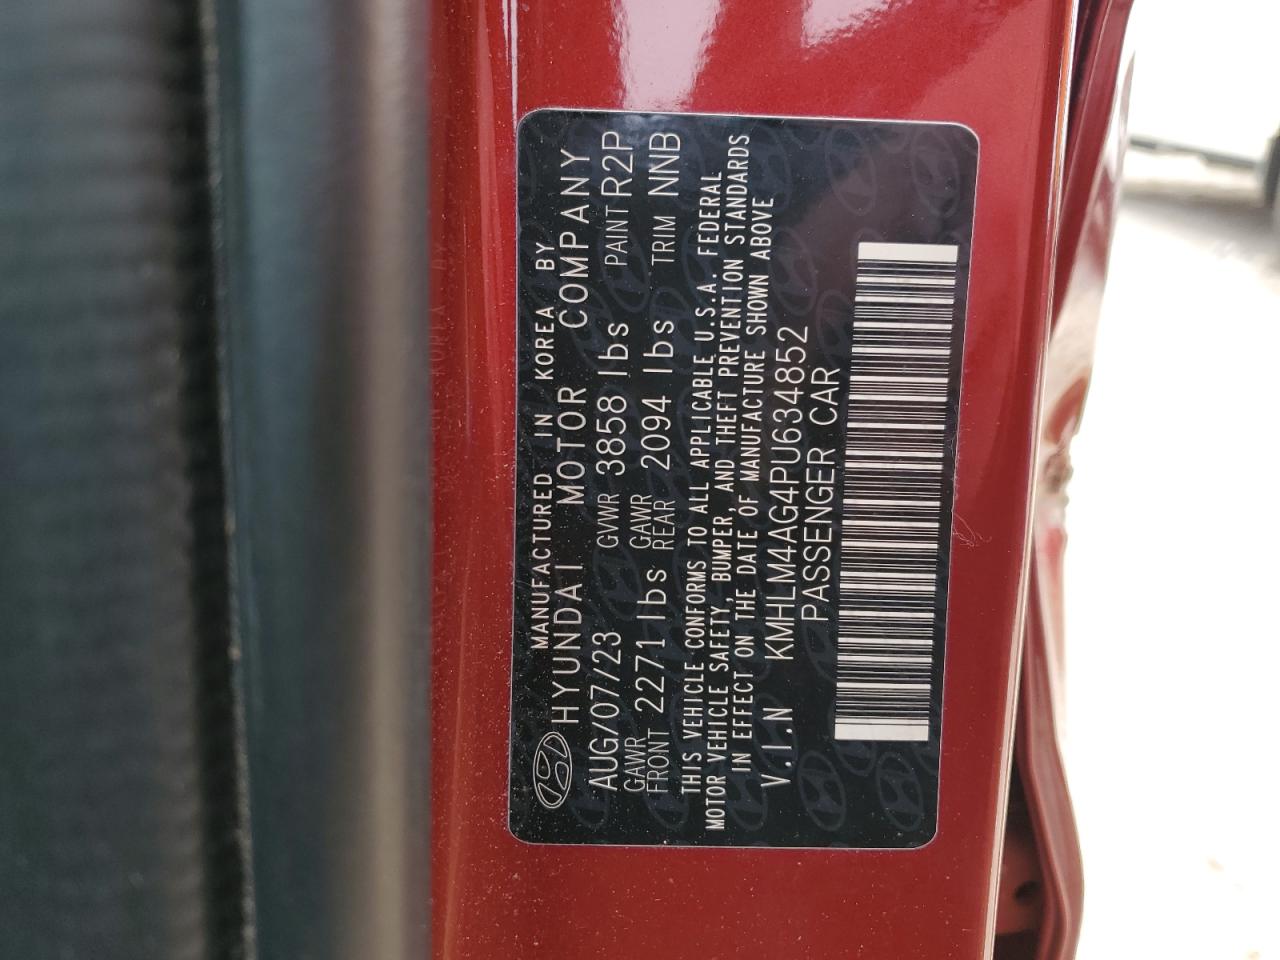 MANUFACTURED IN KOREA BY
HYUNDAI MOTOR COMPANY
AUG/07/23 GVWR 3858 lbs PAINT R2P
GAWR FRONT 2271 lbs GAWR REAR 2094 lbs TRIM NNB
THIS VEHICLE CONFORMS TO ALL APPLICABLE U.S.A. FEDERAL
MOTOR VEHICLE SAFETY, BUMPER, AND THEFT PREVENTION STANDARDS
IN EFFECT ON THE DATE OF MANUFACTURE SHOWN ABOVE
V.I.N KMHLM4AG4PU634852
PASSENGER CAR